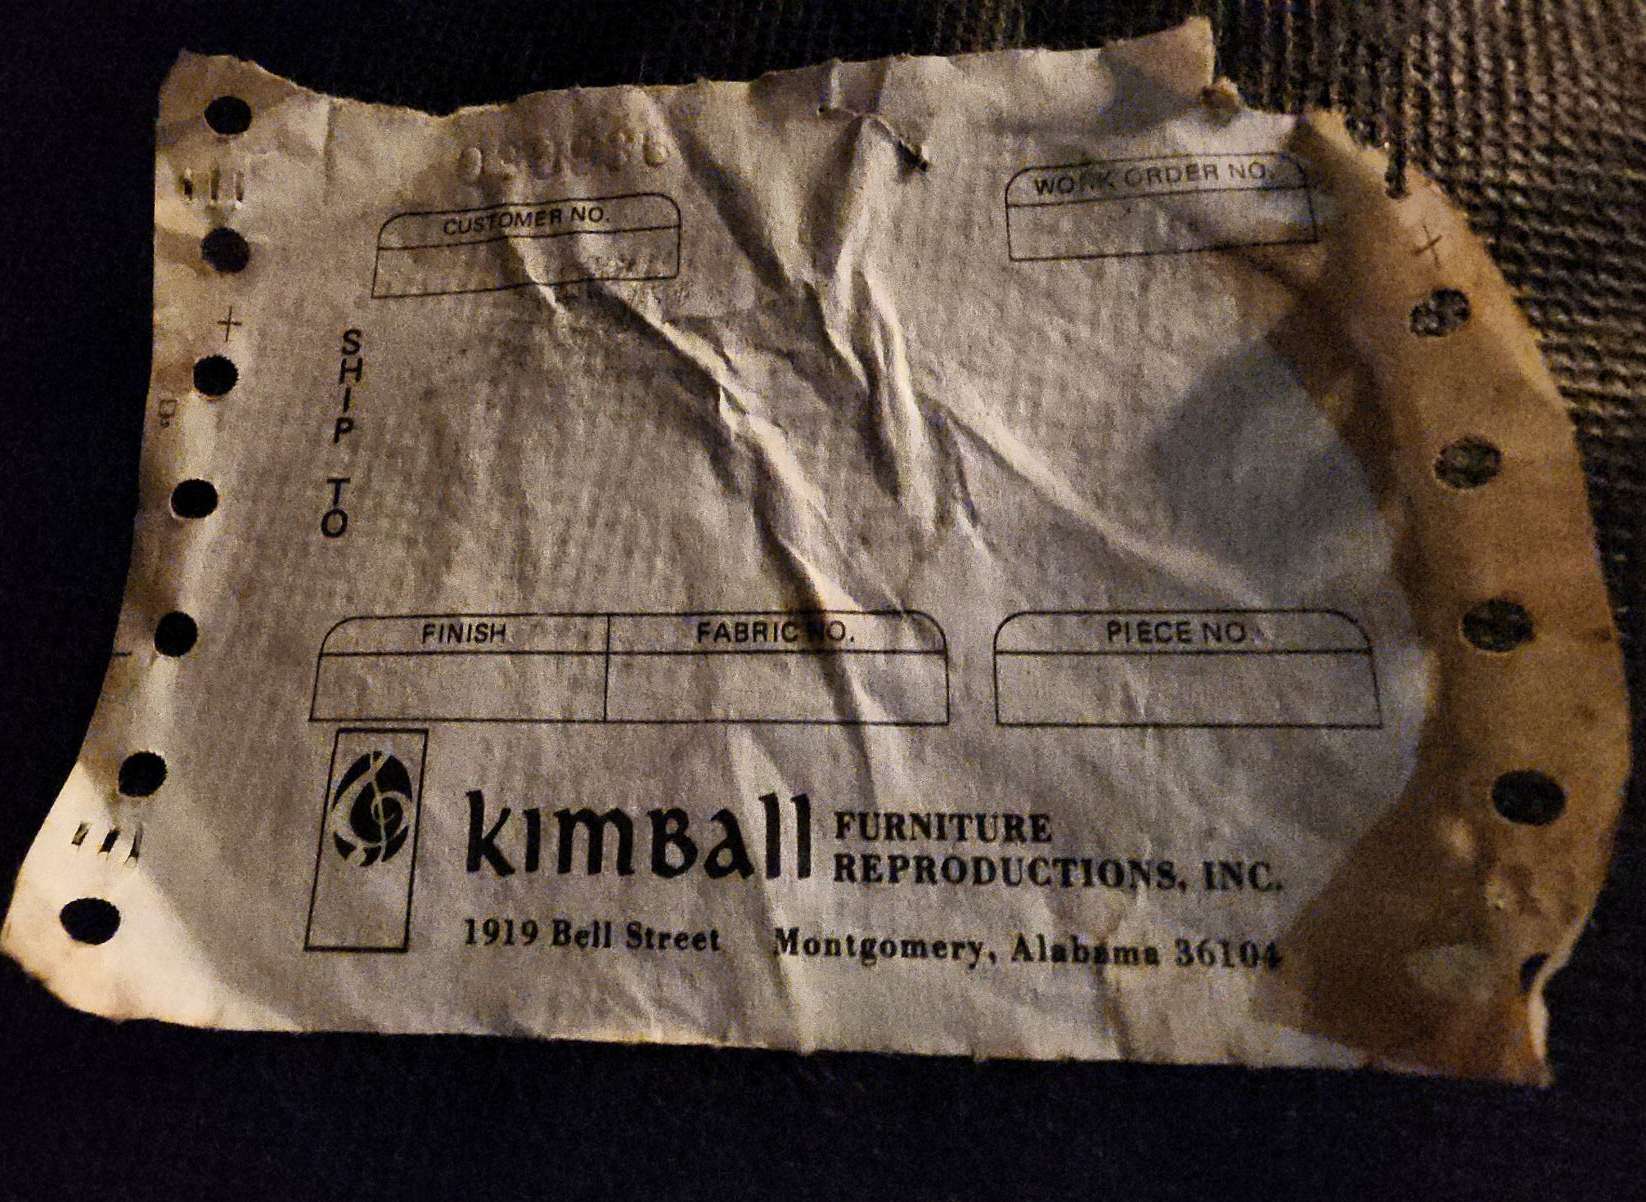 CUSTOMER NO.
WORK ORDER NO.
SHIP TO
FINISH
FABRIC NO.
PIECE NO.
Kimball FURNITURE
REPRODUCTIONS, INC.
1919 Bell Street Montgomery, Alabama 36104